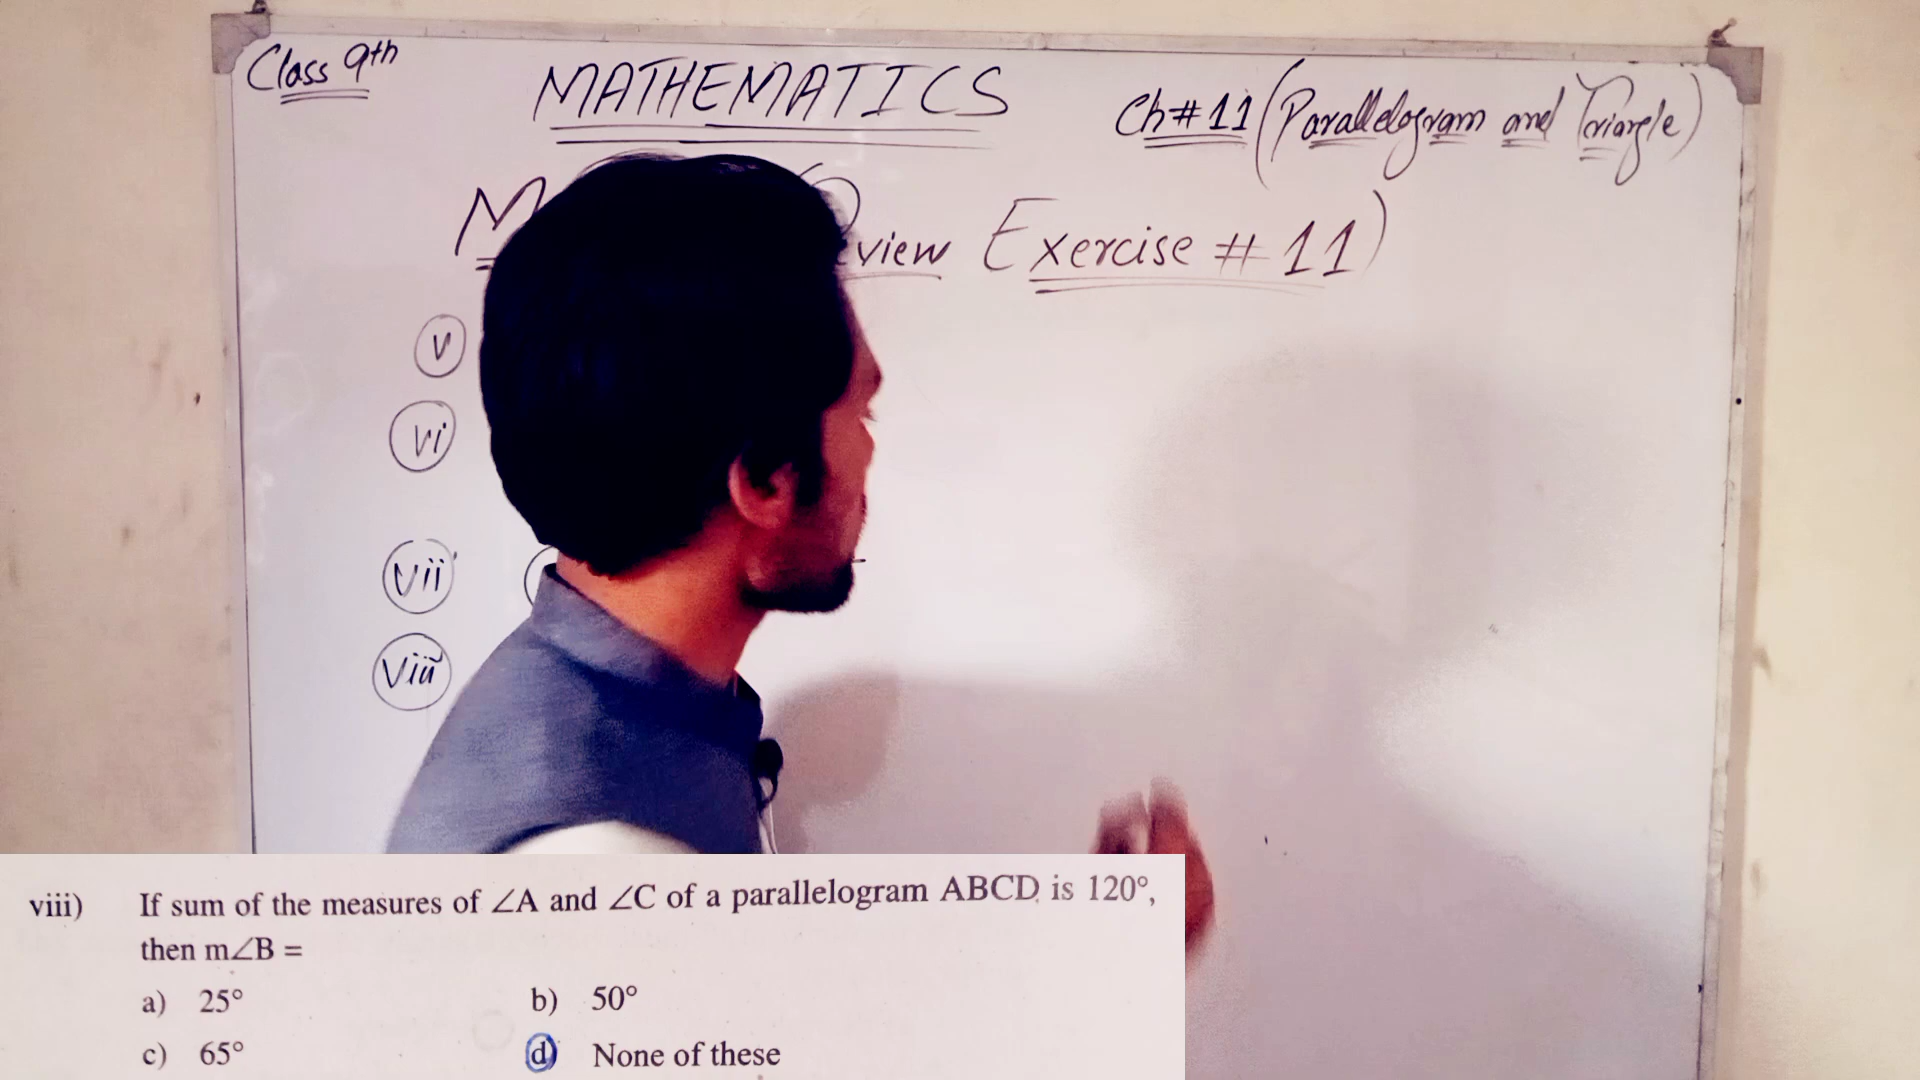 Class 9th
MATHEMATICS
Ch # 11 (Parallelogram and Triangle)
view Exercise # 11)
v
vi
vii
viii
viii) If sum of the measures of ∠A and ∠C of a parallelogram ABCD is 120°,
then m∠B =
a) 25° b) 50°
c) 65° d) None of these